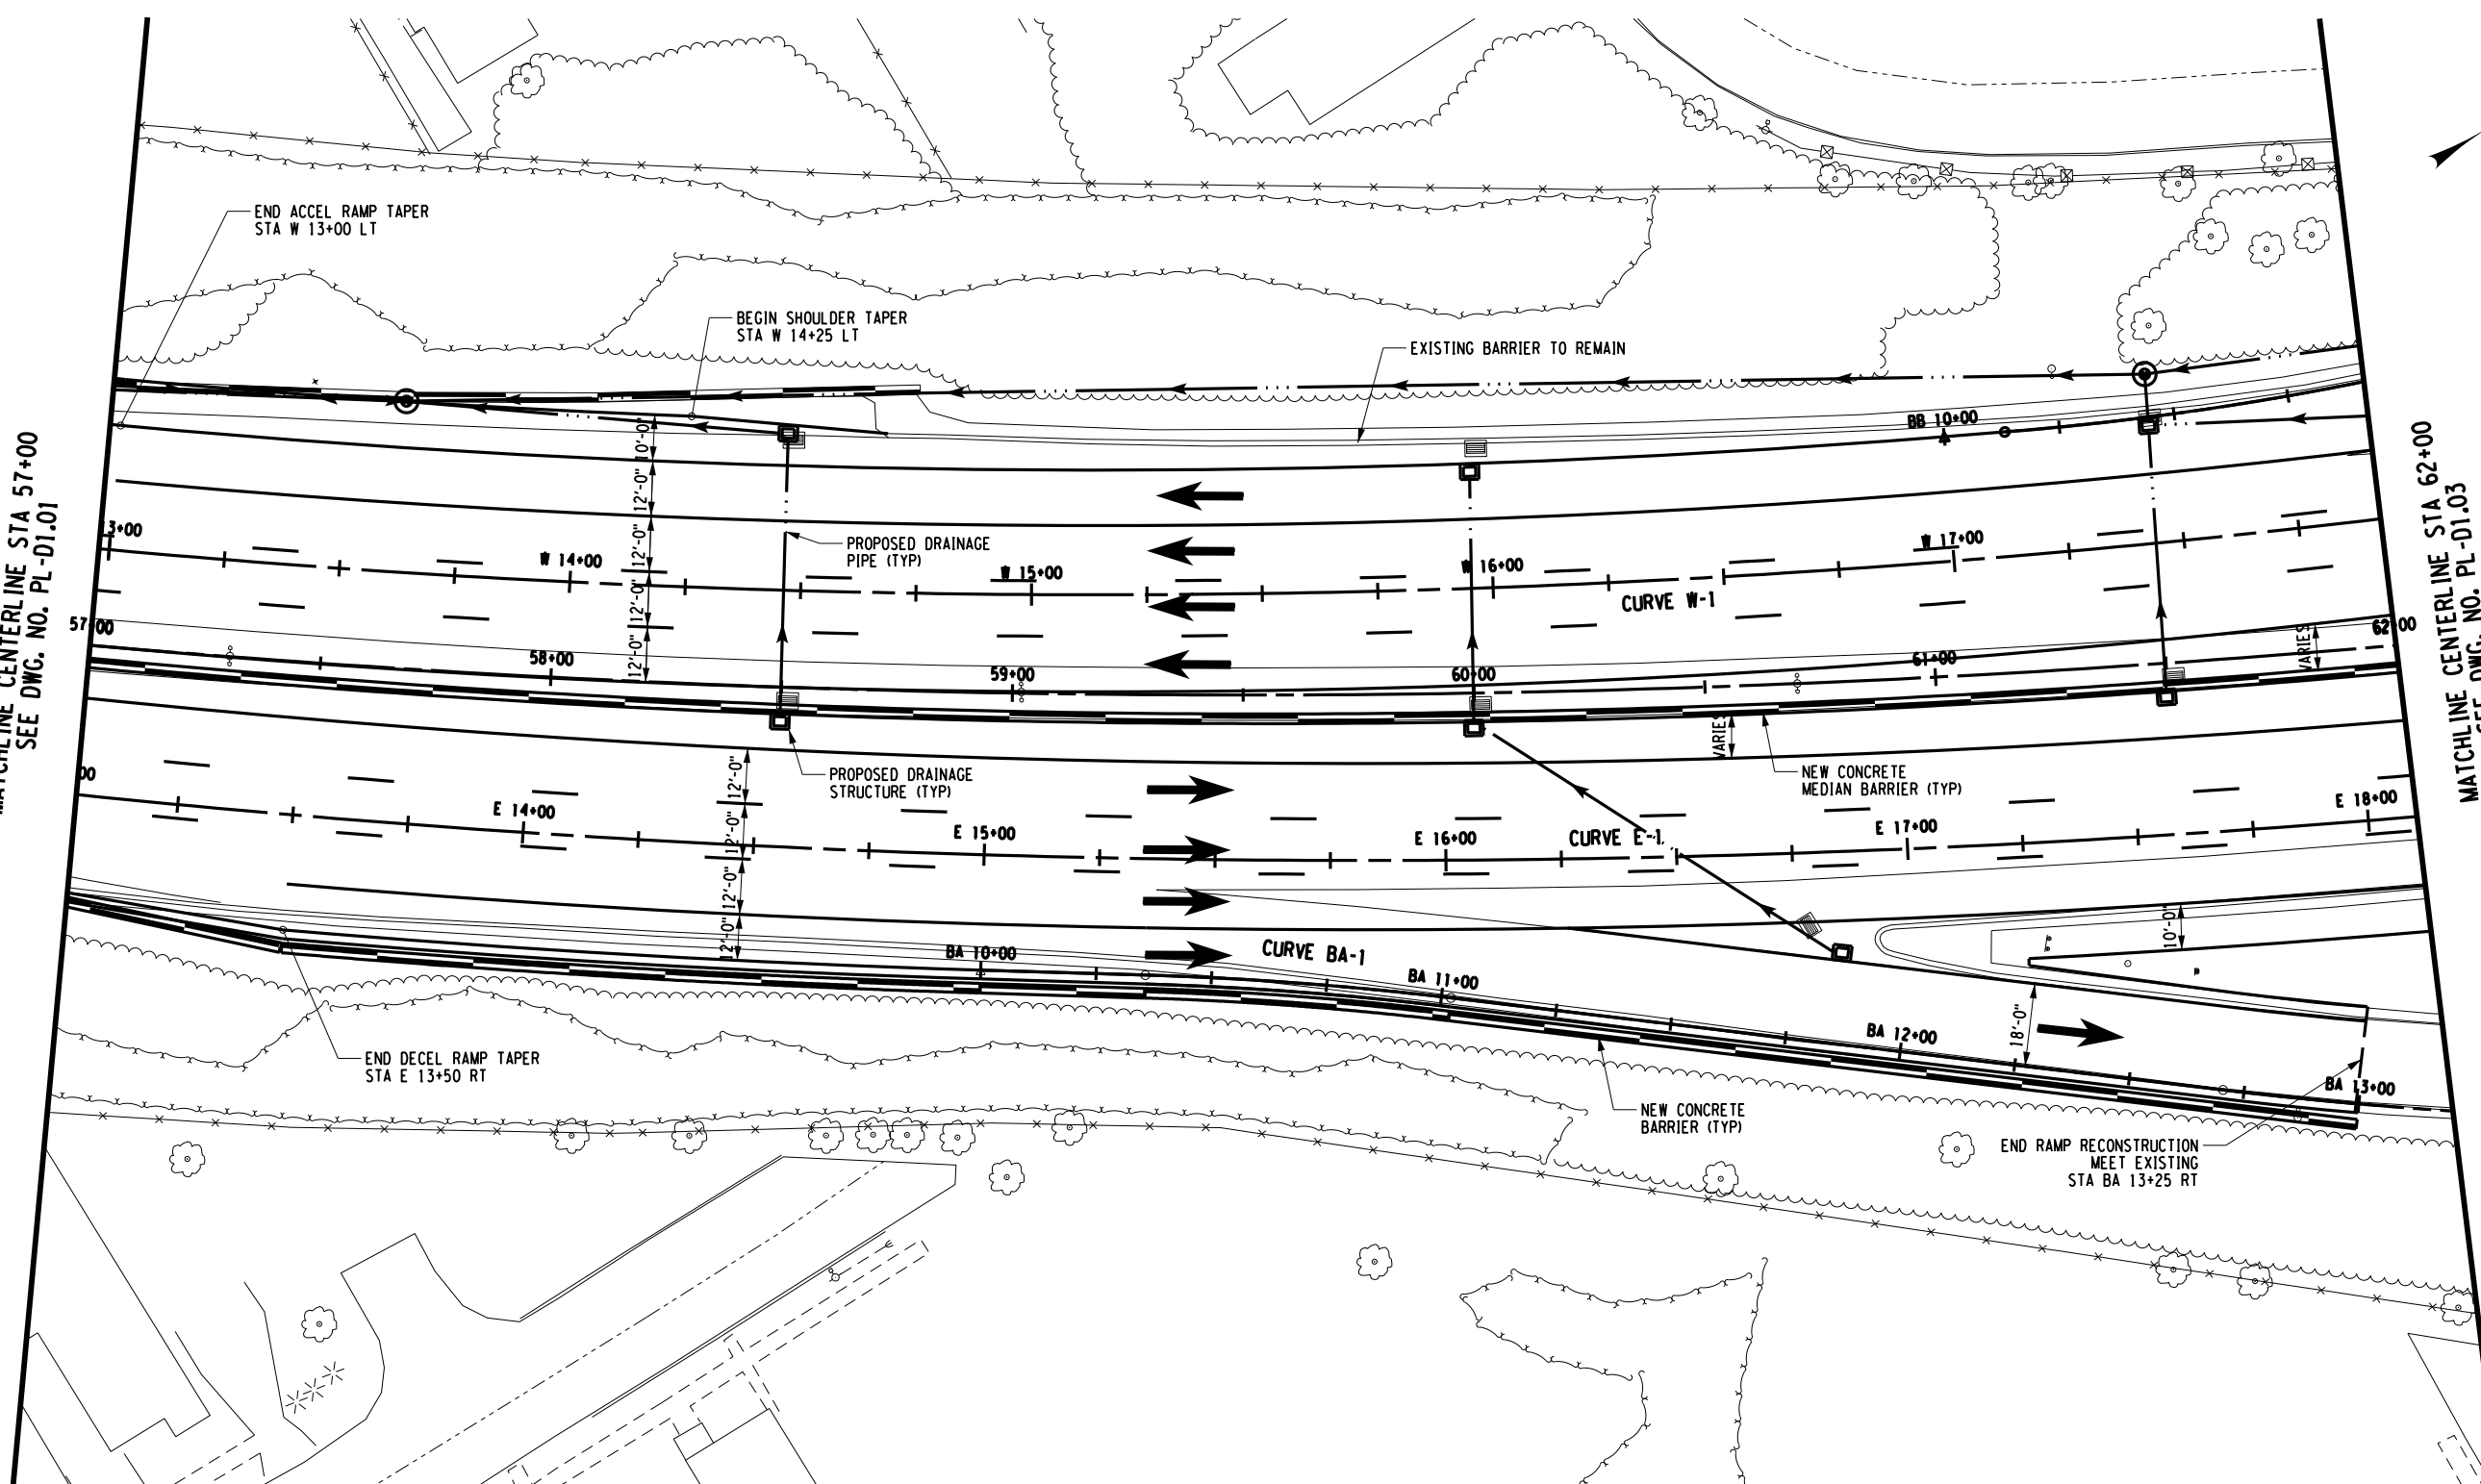 END ACCEL RAMP TAPER
STA W 13+00 LT
BEGIN SHOULDER TAPER
STA W 14+25 LT
EXISTING BARRIER TO REMAIN
BB 10+00
MATCHLINE CENTERLINE STA 57+00
SEE DWG. NO. PL-D1.01
MATCHLINE CENTERLINE STA 62+00
SEE DWG. NO. PL-D1.03
10'-0"
12'-0"
12'-0"
12'-0"
12'-0"
3+00
W 14+00
W 15+00
W 16+00
W 17+00
PROPOSED DRAINAGE
PIPE (TYP)
CURVE W-1
57+00
58+00
59+00
60+00
61+00
62+00
VARIES
VARIES
00
PROPOSED DRAINAGE
STRUCTURE (TYP)
NEW CONCRETE
MEDIAN BARRIER (TYP)
12'-0"
12'-0"
12'-0"
12'-0"
E 14+00
E 15+00
E 16+00
CURVE E-1
E 17+00
E 18+00
10'-0"
BA 10+00
CURVE BA-1
BA 11+00
BA 12+00
18'-0"
BA 13+00
END DECEL RAMP TAPER
STA E 13+50 RT
NEW CONCRETE
BARRIER (TYP)
END RAMP RECONSTRUCTION
MEET EXISTING
STA BA 13+25 RT